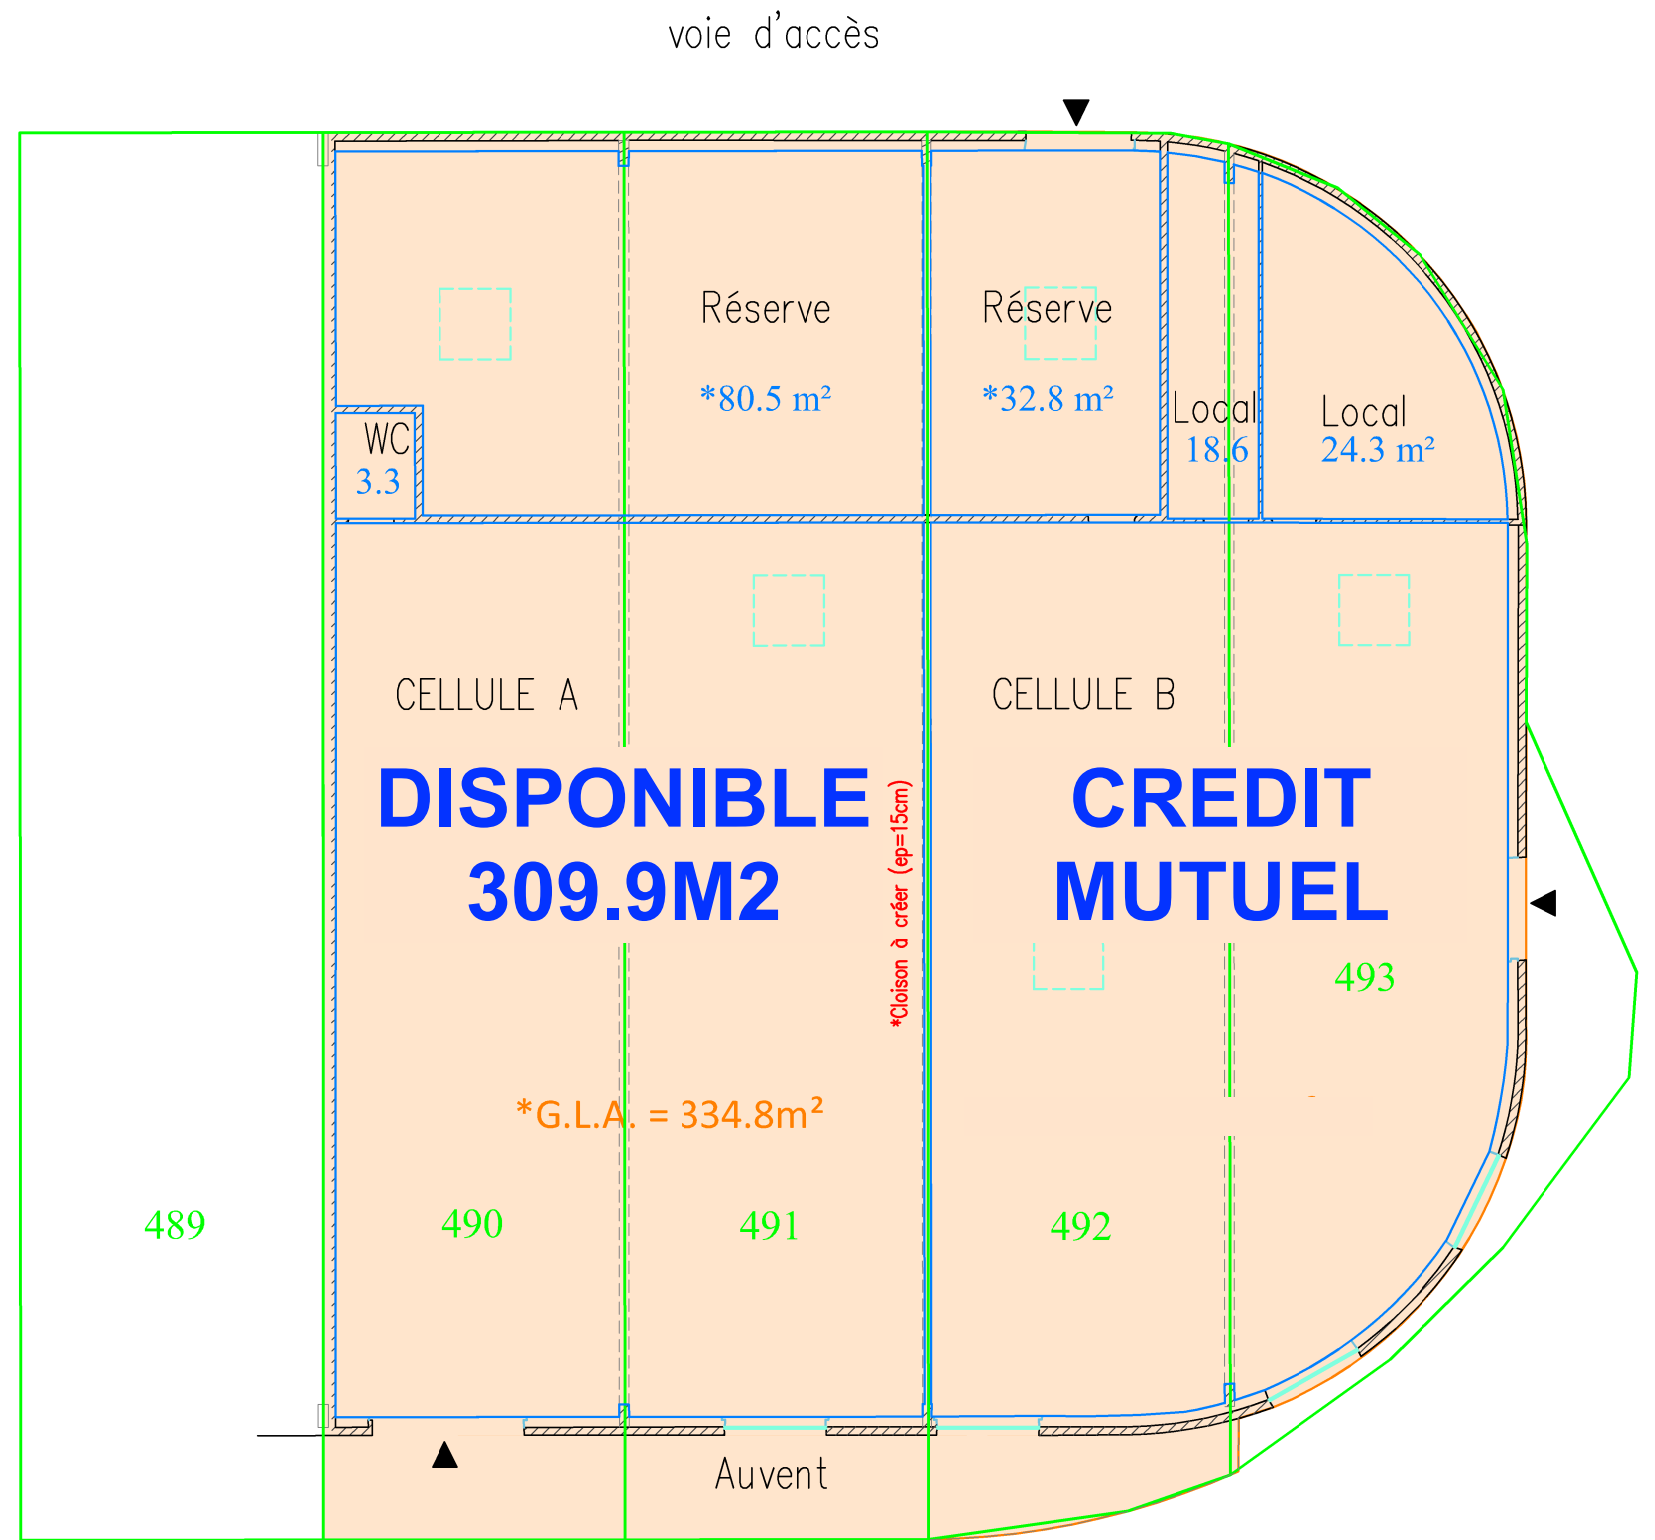 voie d'accès
Réserve
*80.5 m²
Réserve
*32.8 m²
Local
18.6
Local
24.3 m²
WC
3.3
CELLULE A
CELLULE B
DISPONIBLE
309.9M2
*Cloison à créer (ep=15cm)
CREDIT
MUTUEL
493
*G.L.A. = 334.8m²
489
490
491
492
Auvent